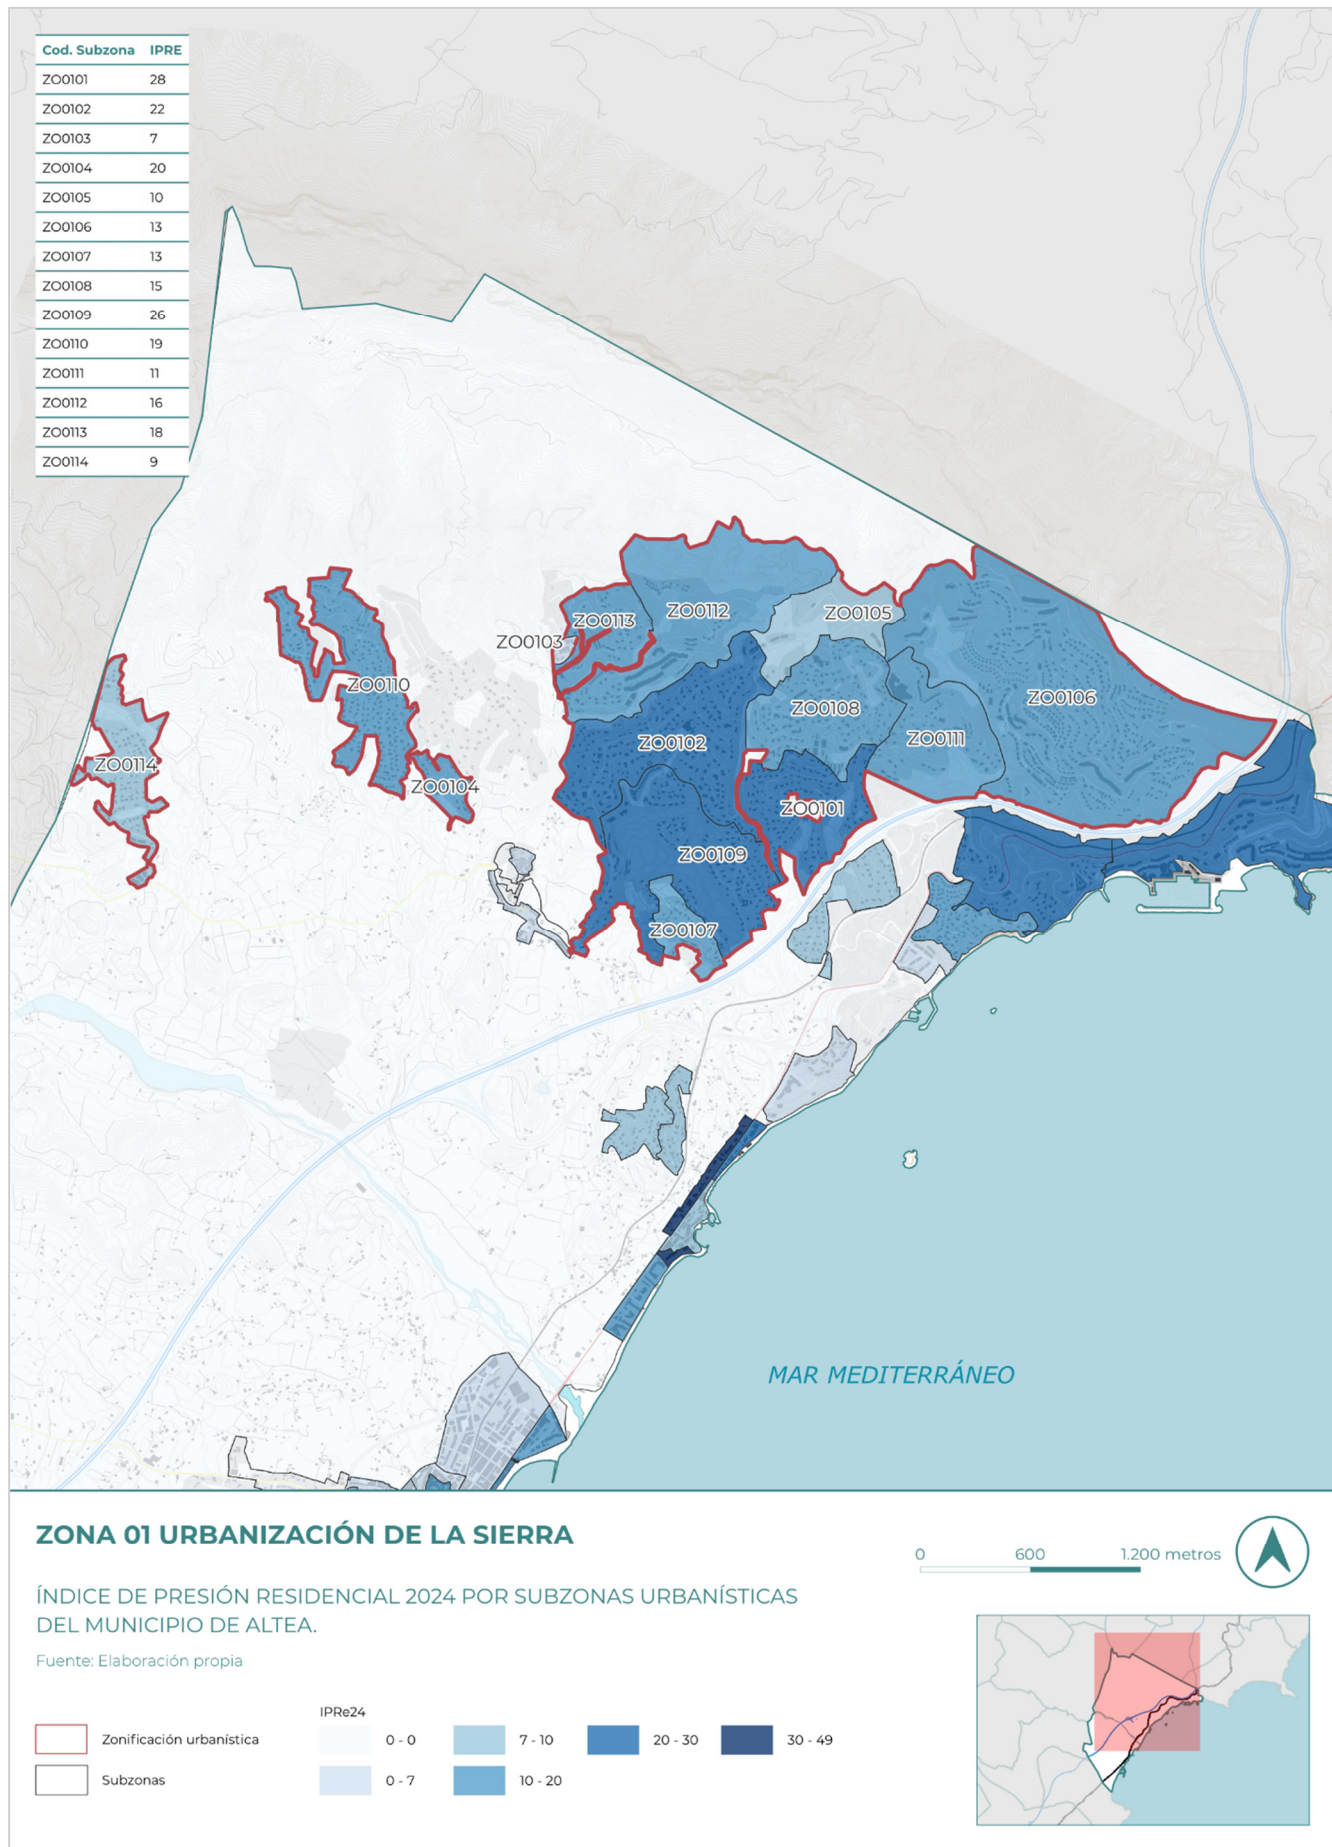 Cod. Subzona IPRE
ZO0101 28
ZO0102 22
ZO0103 7
ZO0104 20
ZO0105 10
ZO0106 13
ZO0107 13
ZO0108 15
ZO0109 26
ZO0110 19
ZO0111 11
ZO0112 16
ZO0113 18
ZO0114 9
ZO0112
ZO0105
ZO0113
ZO0103
ZO0110
ZO0106
ZO0108
ZO0111
ZO0102
ZO0114
ZO0104
ZO0101
ZO0109
ZO0107
MAR MEDITERRÁNEO
ZONA 01 URBANIZACIÓN DE LA SIERRA
0 600 1.200 metros
ÍNDICE DE PRESIÓN RESIDENCIAL 2024 POR SUBZONAS URBANÍSTICAS
DEL MUNICIPIO DE ALTEA.
Fuente: Elaboración propia
IPRe24
Zonificación urbanística
0 - 0
7 - 10
20 - 30
30 - 49
Subzonas
0 - 7
10 - 20